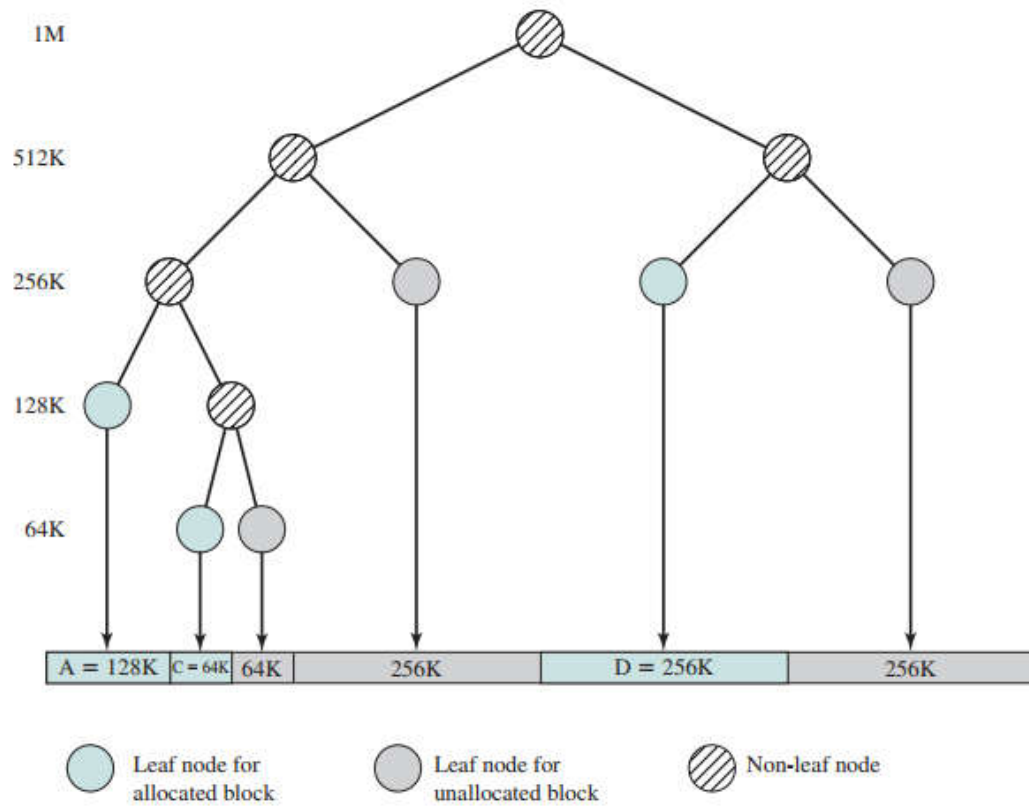 1M
512K
256K
128K
64K
A = 128K C = 64K 64K 256K D = 256K 256K
Leaf node for
allocated block
Leaf node for
unallocated block
Non-leaf node